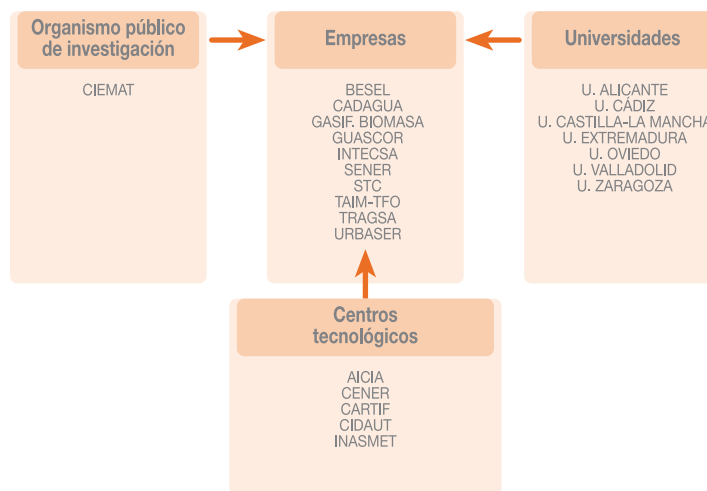 Organismo público
de investigación
CIEMAT
Empresas
BESEL
CADAGUA
GASIF. BIOMASA
GUASCOR
INTECSA
SENER
STC
TAIM-TFO
TRAGSA
URBASER
Universidades
U. ALICANTE
U. CÁDIZ
U. CASTILLA-LA MANCHA
U. EXTREMADURA
U. OVIEDO
U. VALLADOLID
U. ZARAGOZA
Centros
tecnológicos
AICIA
CENER
CARTIF
CIDAUT
INASMET